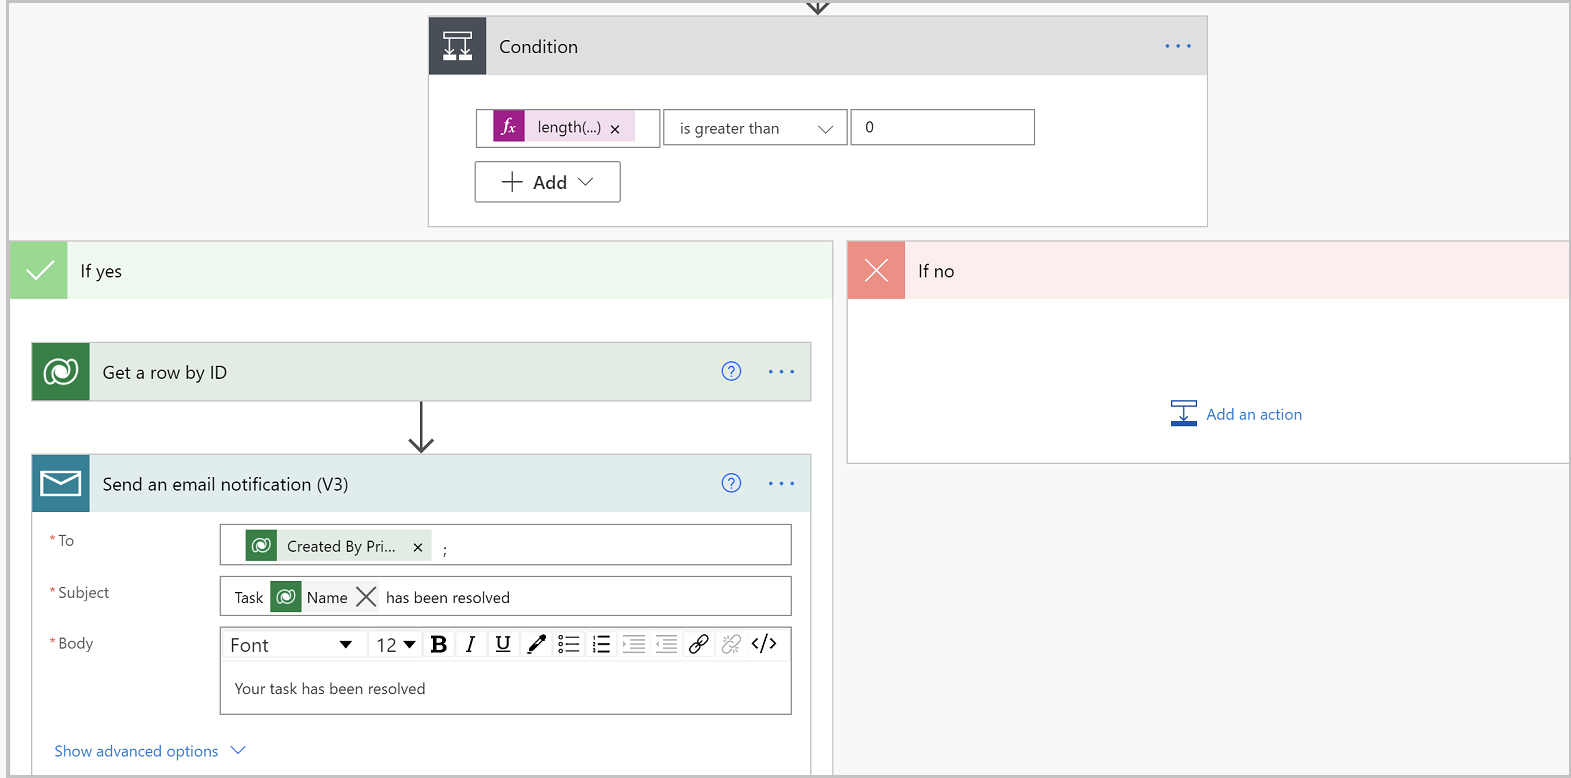 Condition
fx length(...) × is greater than 0
Add
If yes
If no
Get a row by ID ?
Add an action
Send an email notification (V3) ?
* To Created By Pri... × ;
* Subject Task Name × has been resolved
* Body Font 12 B I U </>
Your task has been resolved
Show advanced options